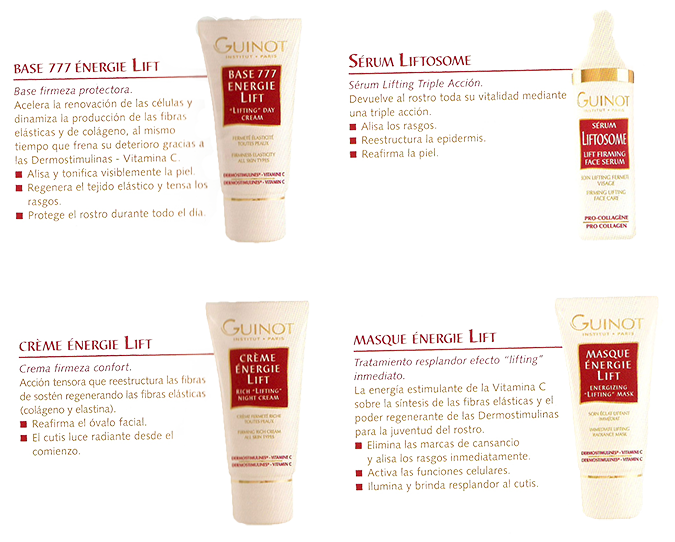 BASE 777 ÉNERGIE LIFT
Base firmeza protectora.
Acelera la renovación de las células y
dinamiza la producción de las fibras
elásticas y de colágeno, al mismo
tiempo que frena su deterioro gracias a
las Dermostimulinas - Vitamina C.
■ Alisa y tonifica visiblemente la piel.
■ Regenera el tejido elástico y tensa los
rasgos.
■ Protege el rostro durante todo el día.
GUINOT
INSTITUT • PARIS
BASE 777
ENERGIE
LIFT
"LIFTING" DAY
CREAM
FERMETÉ ELASTICITÉ
TOUTES PEAUX
FIRMNESS ELASTICITY
ALL SKIN TYPES
DERMOSTIMULINES® - VITAMINE C
DERMOSTIMULINES® - VITAMIN C
SÉRUM LIFTOSOME
Sérum Lifting Triple Acción.
Devuelve al rostro toda su vitalidad mediante
una triple acción.
■ Alisa los rasgos.
■ Reestructura la epidermis.
■ Reafirma la piel.
GUINOT
INSTITUT • PARIS
SÉRUM
LIFTOSOME
LIFT FIRMING
FACE SERUM
SOIN LIFTING FERMETÉ
VISAGE
FIRMING LIFTING
FACE CARE
PRO-COLLAGÈNE
PRO-COLLAGEN
CRÈME ÉNERGIE LIFT
Crema firmeza confort.
Acción tensora que reestructura las fibras
de sostén regenerando las fibras elásticas
(colágeno y elastina).
■ Reafirma el óvalo facial.
■ El cutis luce radiante desde el
comienzo.
GUINOT
INSTITUT • PARIS
CRÈME
ÉNERGIE
LIFT
RICH "LIFTING"
NIGHT CREAM
CRÈME FERMETÉ RICHE
TOUTES PEAUX
FIRMING RICH CREAM
ALL SKIN TYPES
DERMOSTIMULINES® - VITAMINE C
DERMOSTIMULINES® - VITAMIN C
MASQUE ÉNERGIE LIFT
Tratamiento resplandor efecto "lifting"
inmediato.
La energía estimulante de la Vitamina C
sobre la síntesis de las fibras elásticas y el
poder regenerante de las Dermostimulinas
para la juventud del rostro.
■ Elimina las marcas de cansancio
y alisa los rasgos inmediatamente.
■ Activa las funciones celulares.
■ Ilumina y brinda resplandor al cutis.
GUINOT
INSTITUT • PARIS
MASQUE
ÉNERGIE
LIFT
ENERGIZING
"LIFTING" MASK
SOIN ÉCLAT LIFTANT
IMMÉDIAT
IMMEDIATE LIFTING
RADIANCE MASK
DERMOSTIMULINES® - VITAMINE C
DERMOSTIMULINES® - VITAMIN C